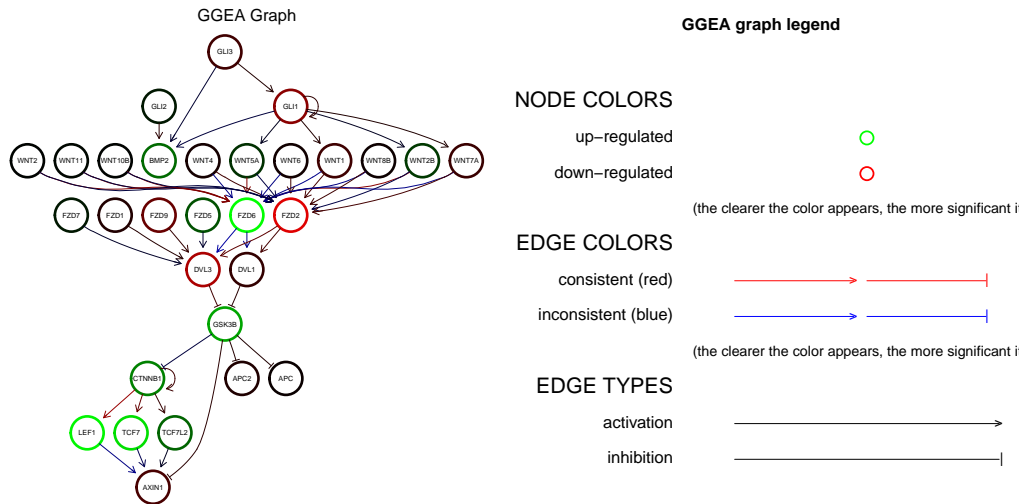 GGEA Graph
GLI3
GLI2
GLI1
WNT2
WNT11
WNT10B
BMP2
WNT4
WNT5A
WNT6
WNT1
WNT8B
WNT2B
WNT7A
FZD7
FZD1
FZD9
FZD5
FZD6
FZD2
DVL3
DVL1
GSK3B
CTNNB1
APC2
APC
LEF1
TCF7
TCF7L2
AXIN1
GGEA graph legend
NODE COLORS
up−regulated
down−regulated
(the clearer the color appears, the more significant i
EDGE COLORS
consistent (red)
inconsistent (blue)
(the clearer the color appears, the more significant i
EDGE TYPES
activation
inhibition